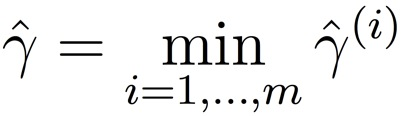 γ̂ = min_{i=1,...,m} γ̂^{(i)}